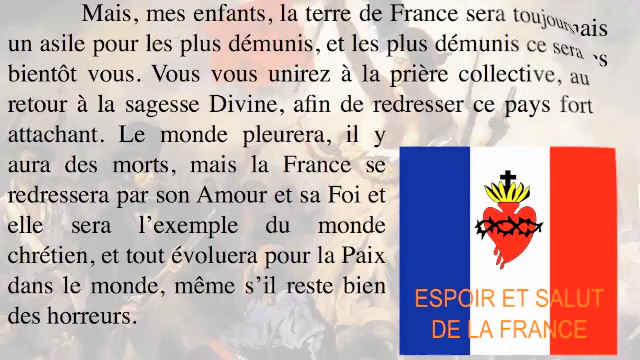 Mais, mes enfants, la terre de France sera toujours
un asile pour les plus démunis, et les plus démunis ce sera
bientôt vous. Vous vous unirez à la prière collective, au
retour à la sagesse Divine, afin de redresser ce pays fort
attachant. Le monde pleurera, il y
aura des morts, mais la France se
redressera par son Amour et sa Foi et
elle sera l'exemple du monde
chrétien, et tout évoluera pour la Paix
dans le monde, même s'il reste bien
des horreurs.
ESPOIR ET SALUT
DE LA FRANCE